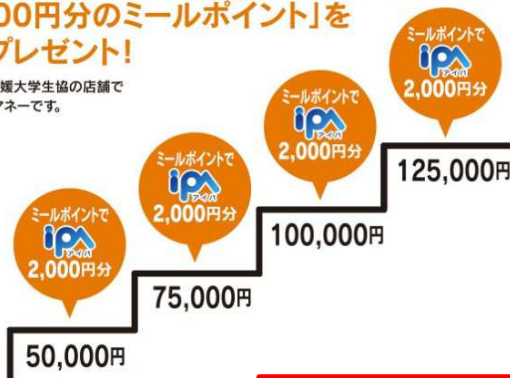 00円分のミールポイント」を
プレゼント!
媛大学生協の店舗で
マネーです。
ミールポイントで
ipa
アイパ
2,000円分
125,000円
ミールポイントで
ipa
アイパ
2,000円分
100,000円
ミールポイントで
ipa
アイパ
2,000円分
75,000円
ミールポイントで
ipa
アイパ
2,000円分
50,000円